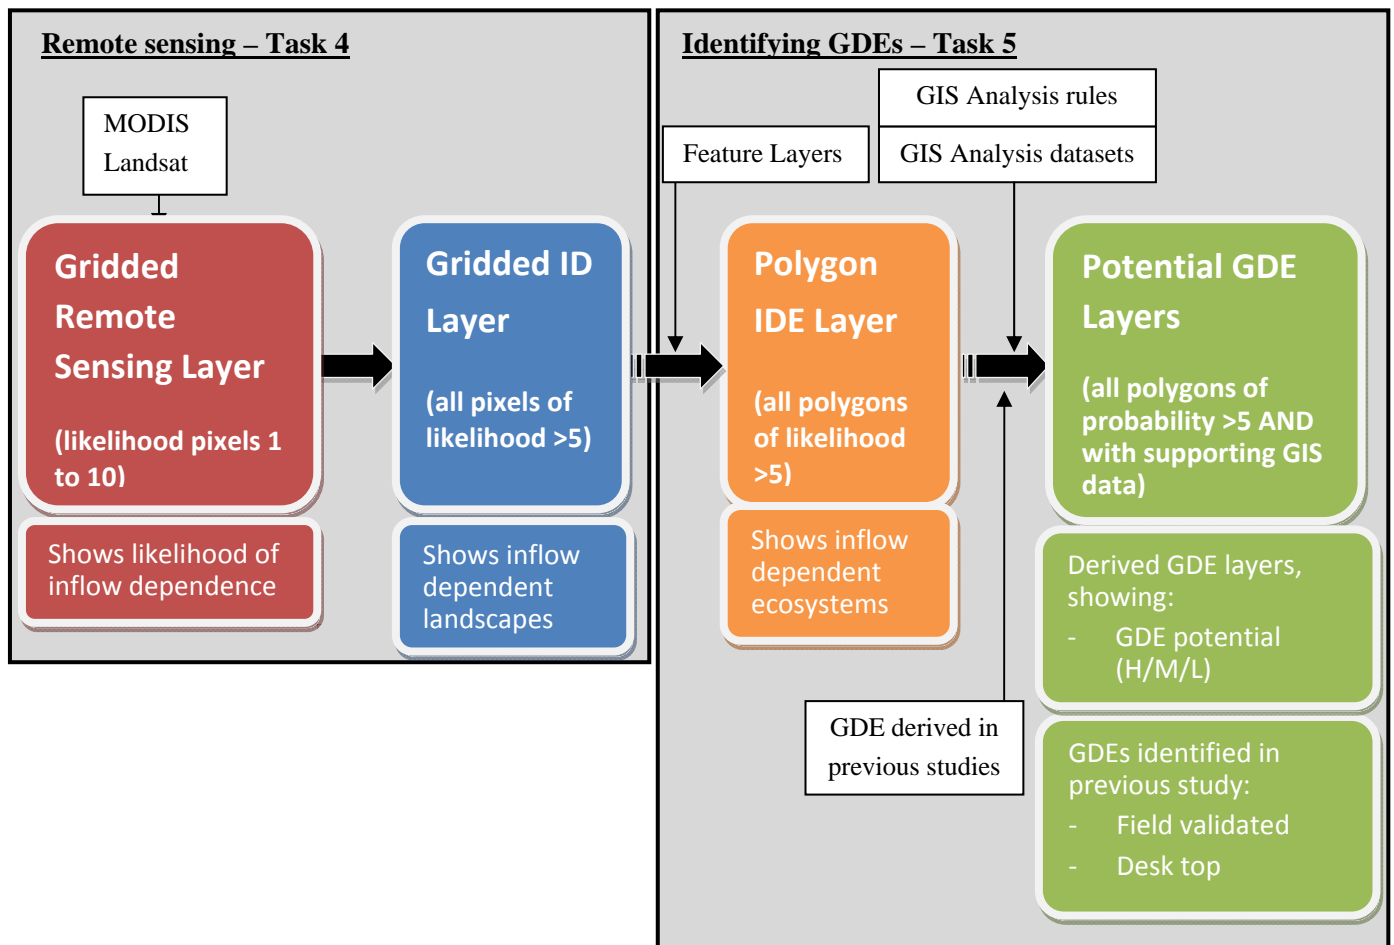 Remote sensing – Task 4
MODIS
Landsat
Gridded
Remote
Sensing Layer
(likelihood pixels 1
to 10)
Shows likelihood of
inflow dependence
Gridded ID
Layer
(all pixels of
likelihood >5)
Shows inflow
dependent
landscapes
Identifying GDEs – Task 5
Feature Layers
GIS Analysis rules
GIS Analysis datasets
Polygon
IDE Layer
(all polygons
of likelihood
>5)
Shows inflow
dependent
ecosystems
GDE derived in
previous studies
Potential GDE
Layers
(all polygons of
probability >5 AND
with supporting GIS
data)
Derived GDE layers,
showing:
- GDE potential
(H/M/L)
GDEs identified in
previous study:
- Field validated
- Desk top